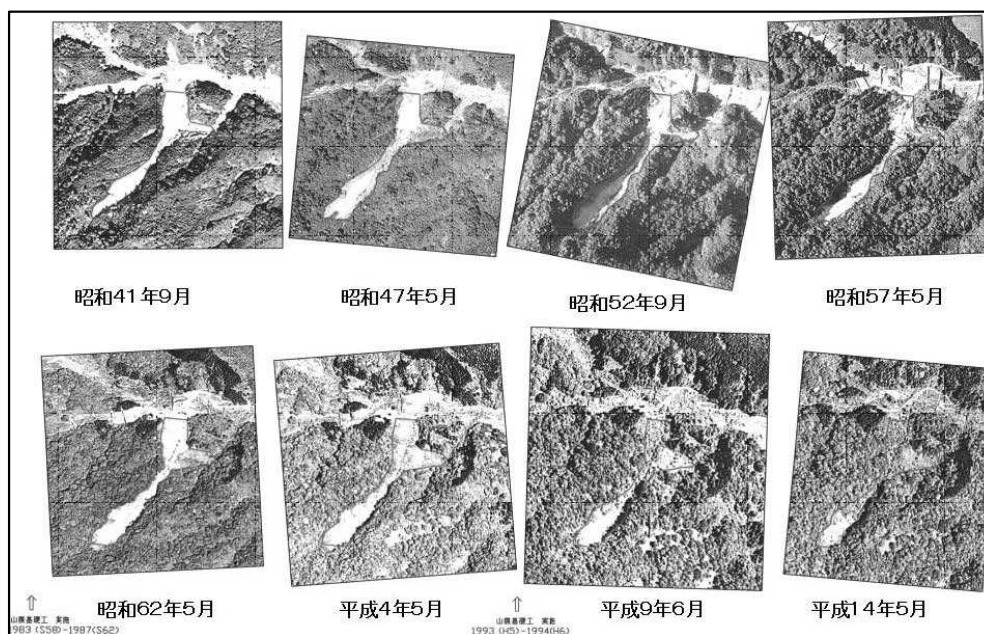 昭和41年9月
昭和47年5月
昭和52年9月
昭和57年5月
昭和62年5月
平成4年5月
平成9年6月
平成14年5月
山腹基礎工 実施
1983 (S58)-1987(S62)
山腹基礎工 実施
1993 (H5)-1994(H6)